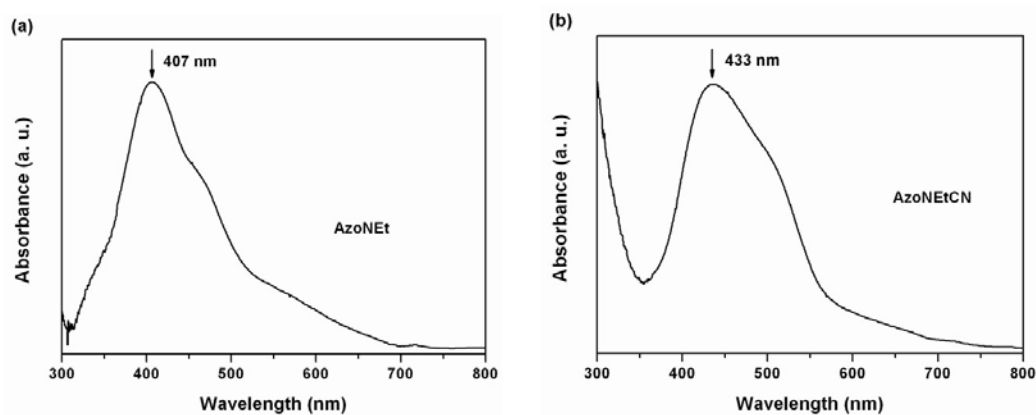 (a)
407 nm
AzoNEt
Absorbance (a. u.)
300 400 500 600 700 800
Wavelength (nm)
(b)
433 nm
AzoNEtCN
Absorbance (a. u.)
300 400 500 600 700 800
Wavelength (nm)